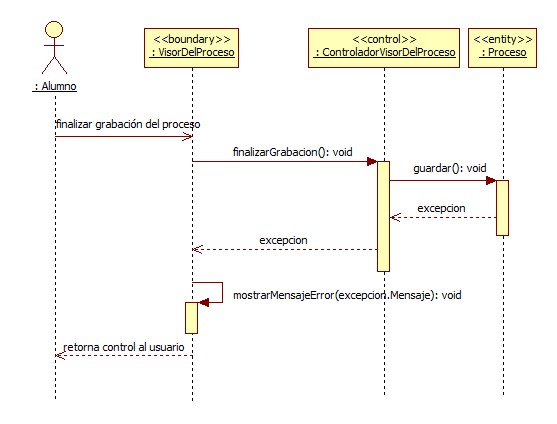 <<boundary>>
: VisorDelProceso
<<control>>
: ControladorVisorDelProceso
<<entity>>
: Proceso
: Alumno
finalizar grabación del proceso
finalizarGrabacion(): void
guardar(): void
excepcion
excepcion
mostrarMensajeError(excepcion.Mensaje): void
retorna control al usuario